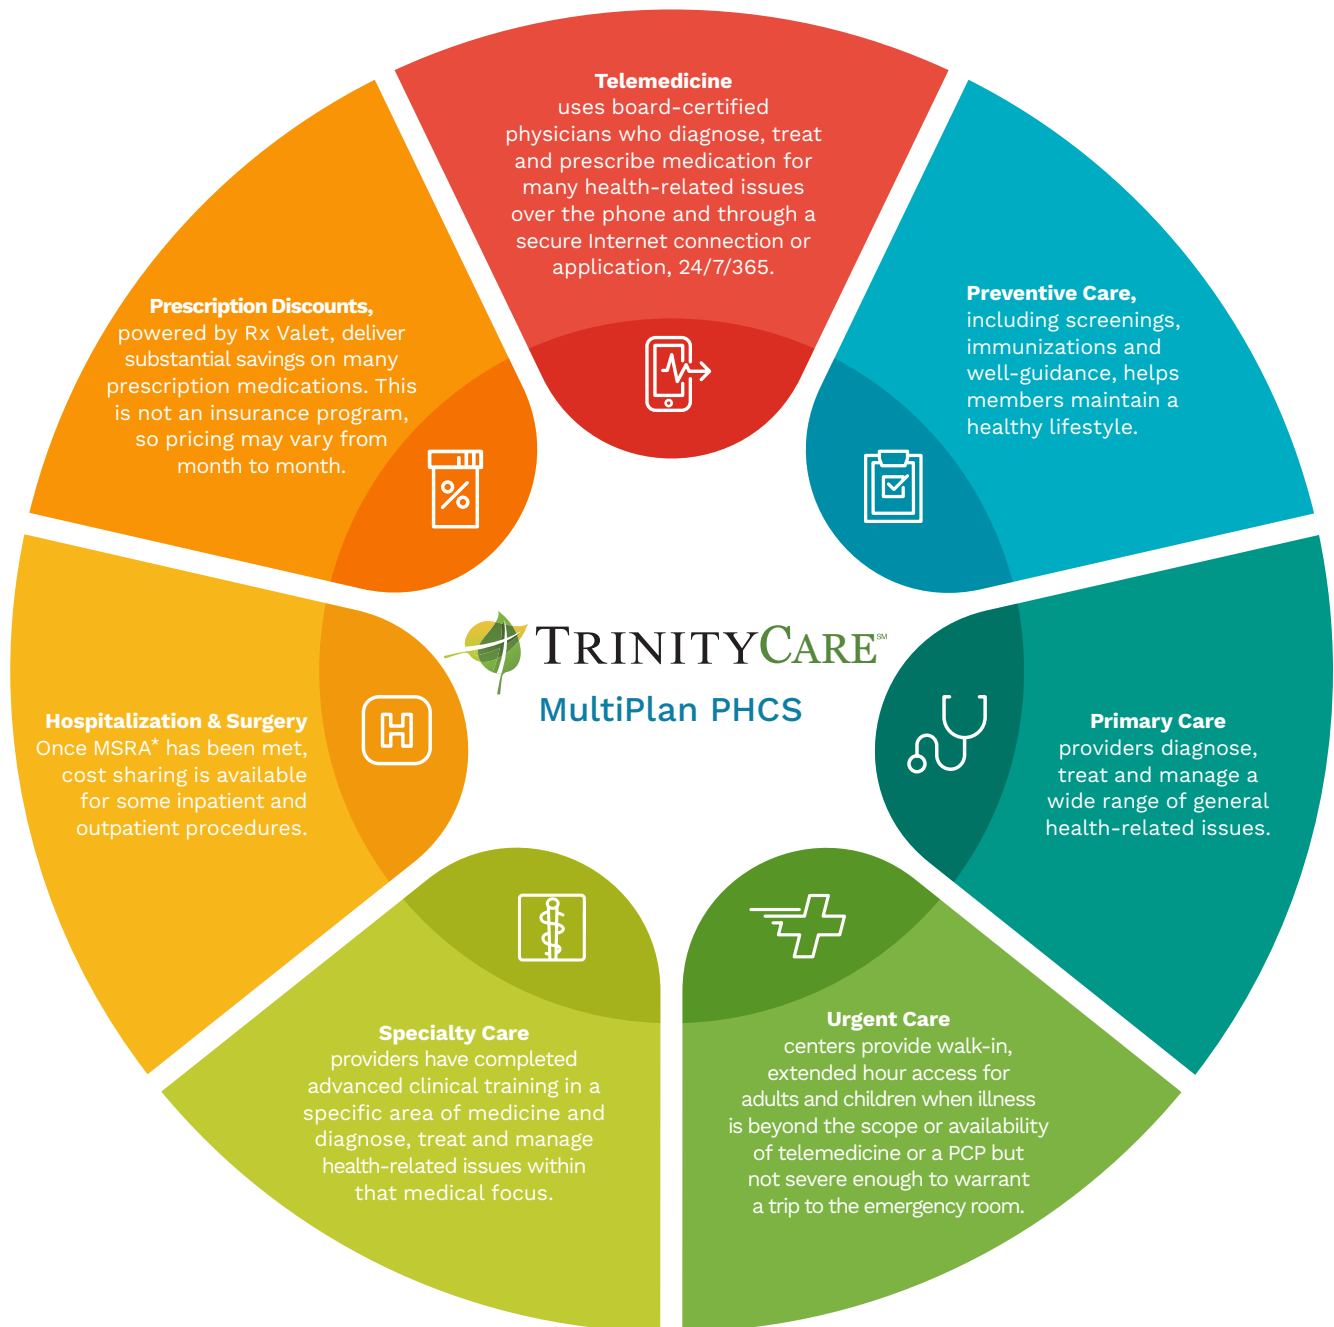 Telemedicine
uses board-certified
physicians who diagnose, treat
and prescribe medication for
many health-related issues
over the phone and through a
secure Internet connection or
application, 24/7/365.
Preventive Care,
including screenings,
immunizations and
well-guidance, helps
members maintain a
healthy lifestyle.
Prescription Discounts,
powered by Rx Valet, deliver
substantial savings on many
prescription medications. This
is not an insurance program,
so pricing may vary from
month to month.
%
TRINITYCARE℠
MultiPlan PHCS
Hospitalization & Surgery
Once MSRA* has been met,
cost sharing is available
for some inpatient and
outpatient procedures.
H
Primary Care
providers diagnose,
treat and manage a
wide range of general
health-related issues.
Specialty Care
providers have completed
advanced clinical training in a
specific area of medicine and
diagnose, treat and manage
health-related issues within
that medical focus.
Urgent Care
centers provide walk-in,
extended hour access for
adults and children when illness
is beyond the scope or availability
of telemedicine or a PCP but
not severe enough to warrant
a trip to the emergency room.